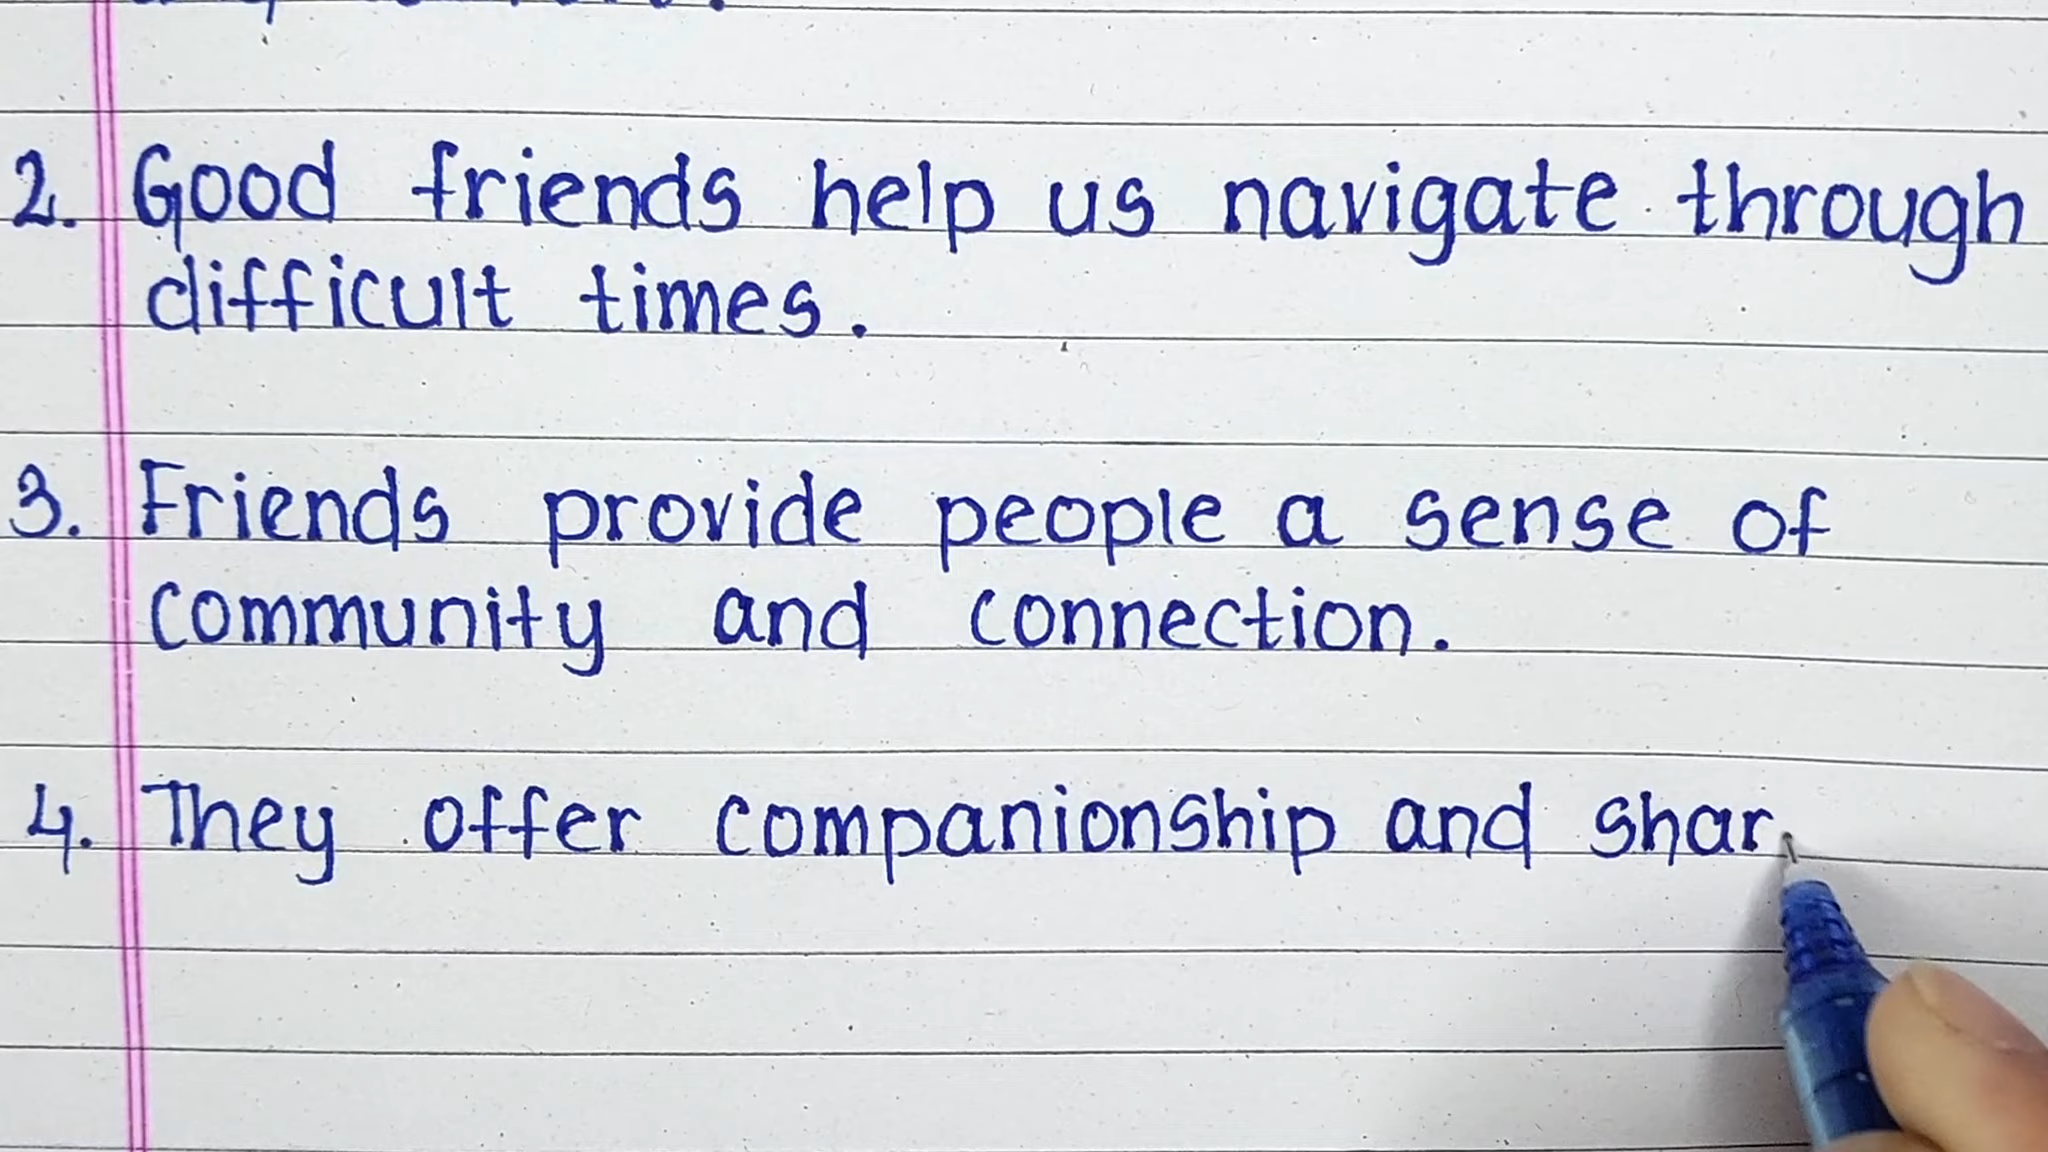 2. Good friends help us navigate through
difficult times.
3. Friends provide people a sense of
community and connection.
4. They offer companionship and shar